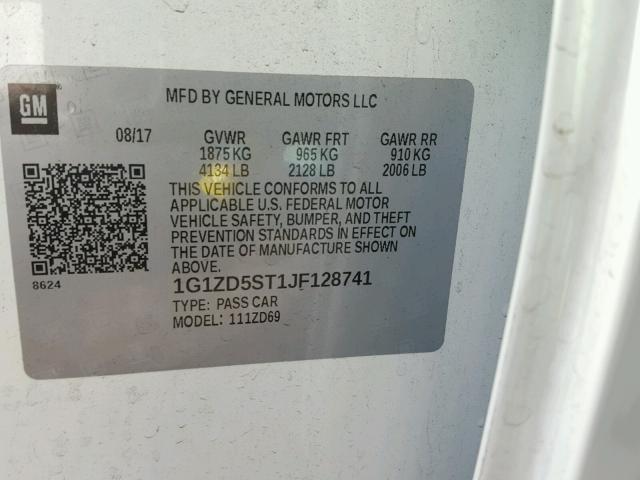 GM
MFD BY GENERAL MOTORS LLC
08/17 GVWR GAWR FRT GAWR RR
1875 KG 965 KG 910 KG
4134 LB 2128 LB 2006 LB
THIS VEHICLE CONFORMS TO ALL
APPLICABLE U.S. FEDERAL MOTOR
VEHICLE SAFETY, BUMPER, AND THEFT
PREVENTION STANDARDS IN EFFECT ON
THE DATE OF MANUFACTURE SHOWN
ABOVE.
8624
1G1ZD5ST1JF128741
TYPE: PASS CAR
MODEL: 111ZD69